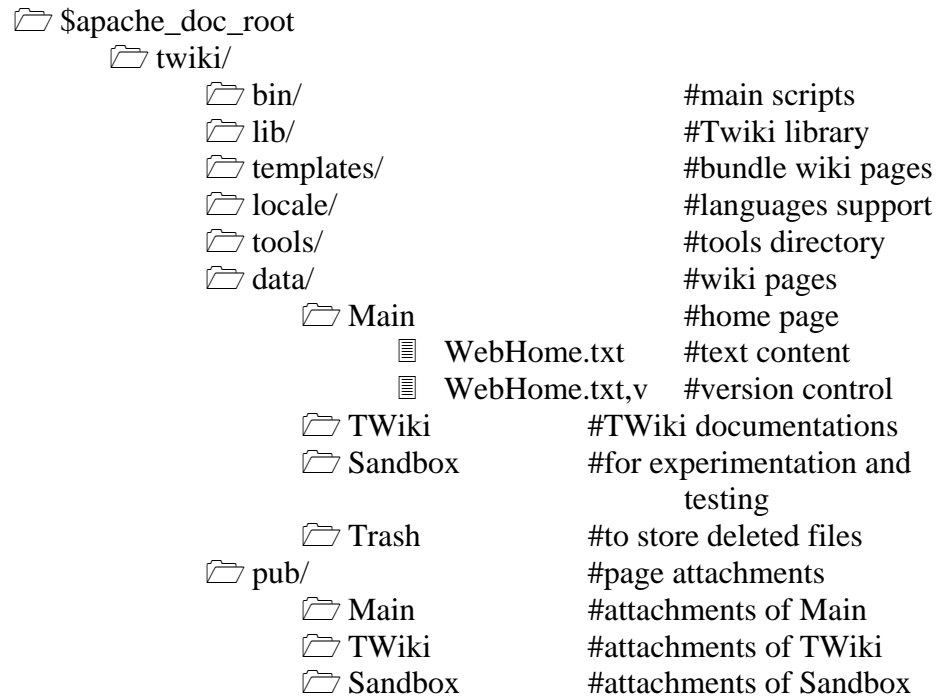 $apache_doc_root
twiki/
bin/ #main scripts
lib/ #Twiki library
templates/ #bundle wiki pages
locale/ #languages support
tools/ #tools directory
data/ #wiki pages
Main #home page
WebHome.txt #text content
WebHome.txt,v #version control
TWiki #TWiki documentations
Sandbox #for experimentation and
testing
Trash #to store deleted files
pub/ #page attachments
Main #attachments of Main
TWiki #attachments of TWiki
Sandbox #attachments of Sandbox